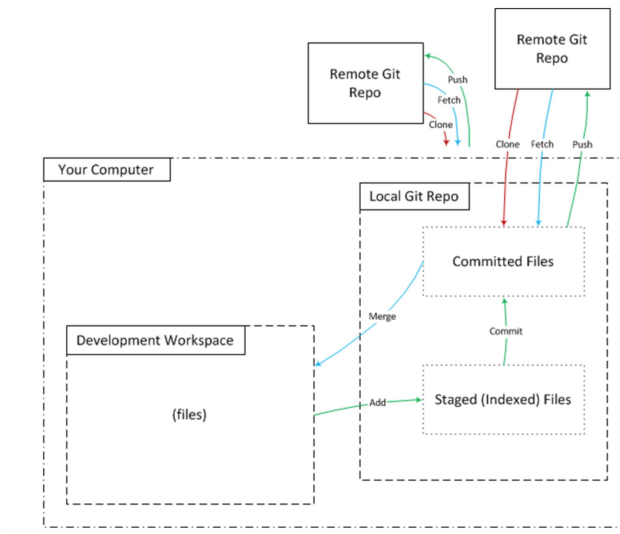 Remote Git
Repo
Remote Git
Repo
Push
Fetch
Clone
Clone
Fetch
Push
Your Computer
Local Git Repo
Committed Files
Merge
Commit
Development Workspace
(files)
Add
Staged (Indexed) Files